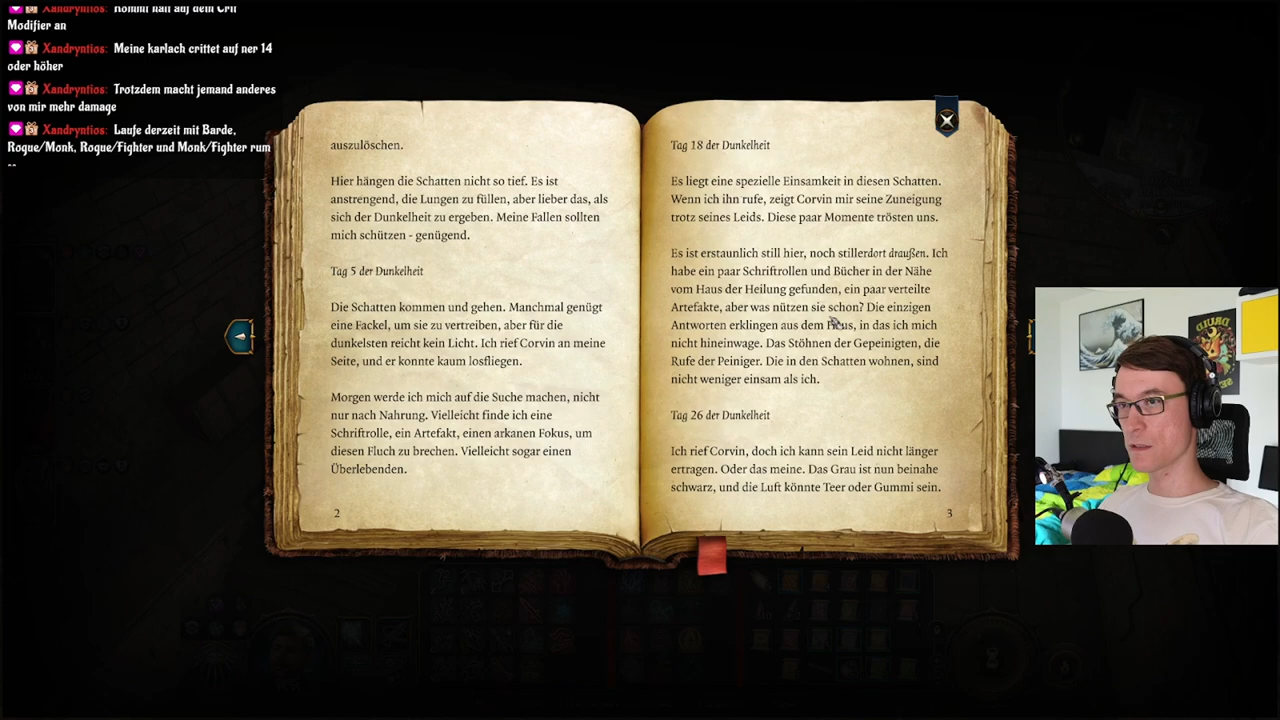 Xandryntios: Kommt halt auf dein Crit
Modifier an
Xandryntios: Meine karlach crittet auf ner 14
oder höher
Xandryntios: Trotzdem macht jemand anderes
von mir mehr damage
Xandryntios: Laufe derzeit mit Barde,
Rogue/Monk, Rogue/Fighter und Monk/Fighter rum
auszulöschen.
Hier hängen die Schatten nicht so tief. Es ist
anstrengend, die Lungen zu füllen, aber lieber das, als
sich der Dunkelheit zu ergeben. Meine Fallen sollten
mich schützen - genügend.
Tag 5 der Dunkelheit
Die Schatten kommen und gehen. Manchmal genügt
eine Fackel, um sie zu vertreiben, aber für die
dunkelsten reicht kein Licht. Ich rief Corvin an meine
Seite, und er konnte kaum losfliegen.
Morgen werde ich mich auf die Suche machen, nicht
nur nach Nahrung. Vielleicht finde ich eine
Schriftrolle, ein Artefakt, einen arkanen Fokus, um
diesen Fluch zu brechen. Vielleicht sogar einen
Überlebenden.
2
Tag 18 der Dunkelheit
Es liegt eine spezielle Einsamkeit in diesen Schatten.
Wenn ich ihn rufe, zeigt Corvin mir seine Zuneigung
trotz seines Leids. Diese paar Momente trösten uns.
Es ist erstaunlich still hier, noch stillerdort draußen. Ich
habe ein paar Schriftrollen und Bücher in der Nähe
vom Haus der Heilung gefunden, ein paar verteilte
Artefakte, aber was nützen sie schon? Die einzigen
Antworten erklingen aus dem in das ich mich
nicht hineinwage. Das Stöhnen der Gepeinigten, die
Rufe der Peiniger. Die in den Schatten wohnen, sind
nicht weniger einsam als ich.
Tag 26 der Dunkelheit
Ich rief Corvin, doch ich kann sein Leid nicht länger
ertragen. Oder das meine. Das Grau ist nun beinahe
schwarz, und die Luft könnte Teer oder Gummi sein.
3
DRUID